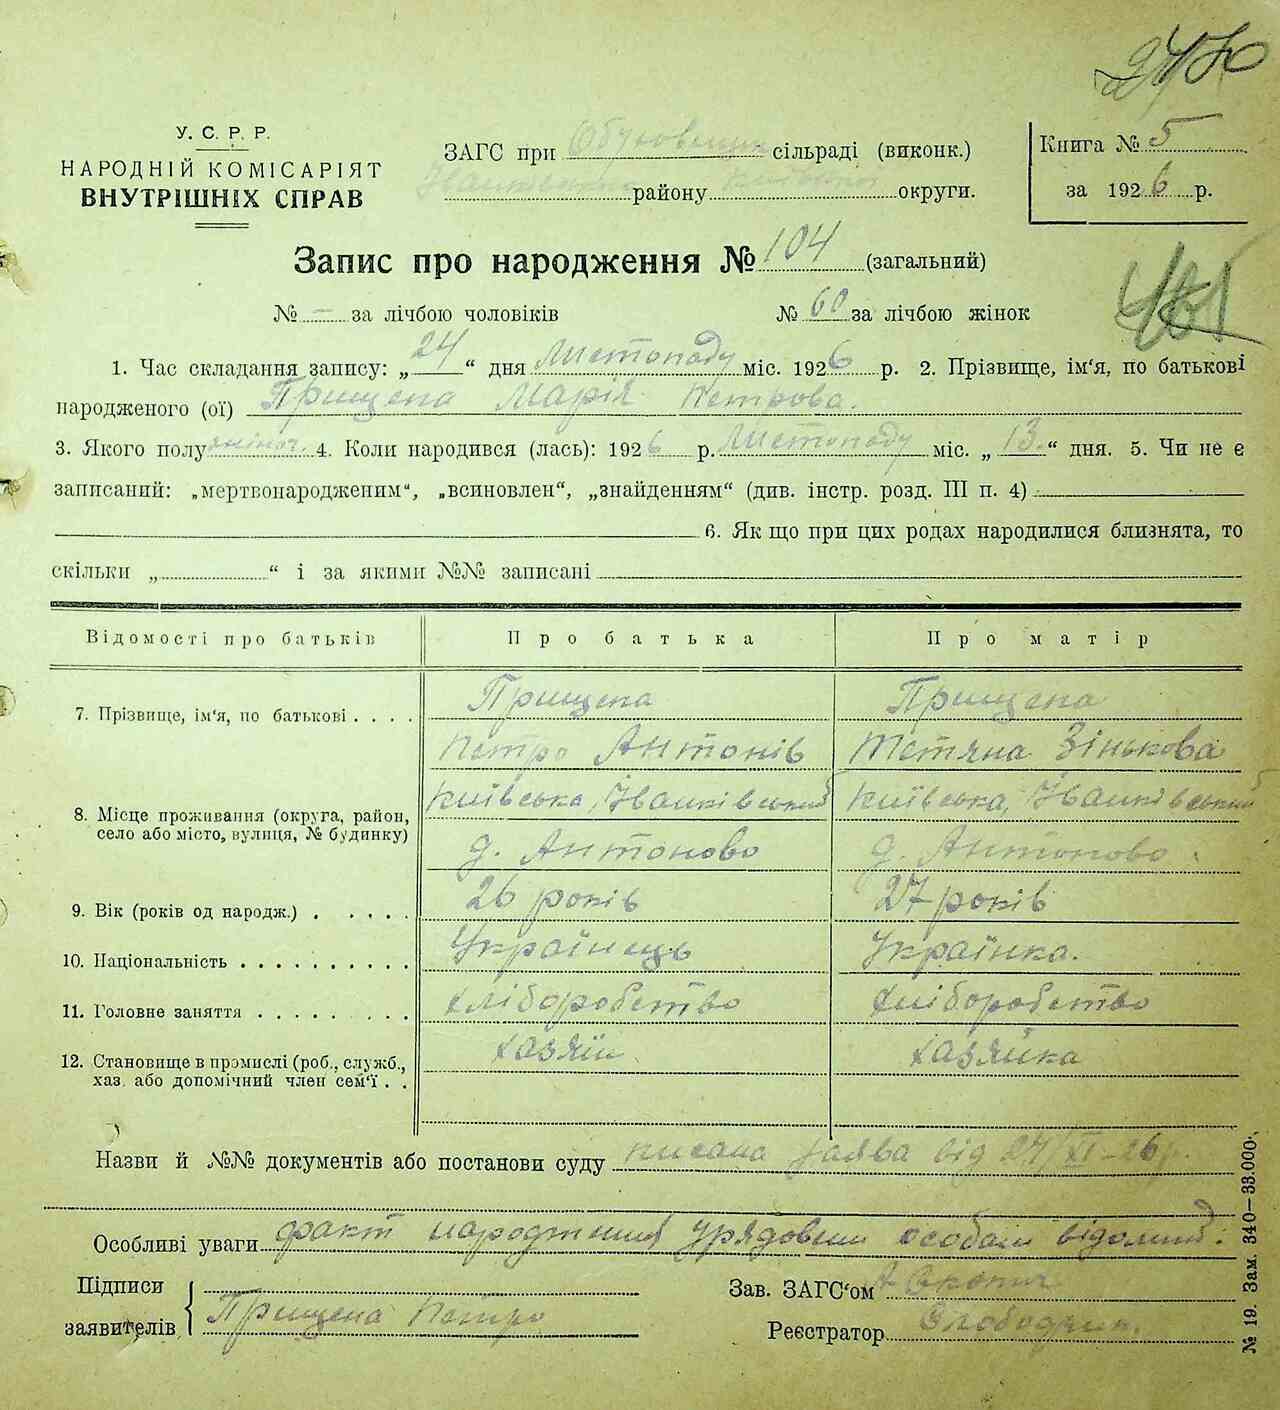 У. С. Р. Р.
НАРОДНІЙ КОМІСАРІЯТ
ВНУТРІШНІХ СПРАВ
ЗАГС при сільраді (виконк.)
району округи.
Книга № 5
за 1926 р.
Запис про народження № 104 (загальний)
№ — за лічбою чоловіків № 60 за лічбою жінок
1. Час складання запису: „24“ дня Листопаду міс. 1926 р. 2. Прізвище, ім‘я, по батькові
народженого (ої) Прищепа Марія Петрова.
3. Якого полу жіноч. 4. Коли народився (лась): 1926 р. Листопаду міс. „13.“ дня. 5. Чи не є
записаний: „мертвонародженим“, „всиновлен“, „знайденням“ (див. інстр. розд. III п. 4)
6. Як що при цих родах народилися близнята, то
скільки „ “ і за якими №№ записані
Відомості про батьків Про батька Про матір
7. Прізвище, ім‘я, по батькові . . . . Прищепа Прищепа
Петро Антонів Тетяна Зінькова
8. Місце проживання (округа, район, Київська, Іванківський Київська, Іванківський
село або місто, вулиця, № будинку) д. Антоново д. Антоново
9. Вік (років од народж.) . . . . . 26 років 27 років
10. Національність . . . . . . . . . . Українець Українка.
11. Головне заняття . . . . . . . . . Хліборобство Хліборобство
12. Становище в промислі (роб., служб., Хазяїн Хазяйка
хаз. або допомічний член сем‘ї . .
Назви й №№ документів або постанови суду писана заява від 24/XI-26 р.
Особливі уваги факт народження урядовим особам відомий.
Підписи
заявителів Прищепа Петро
Зав. ЗАГС‘ом
Реєстратор
№ 19. Зам. 340—33.000.